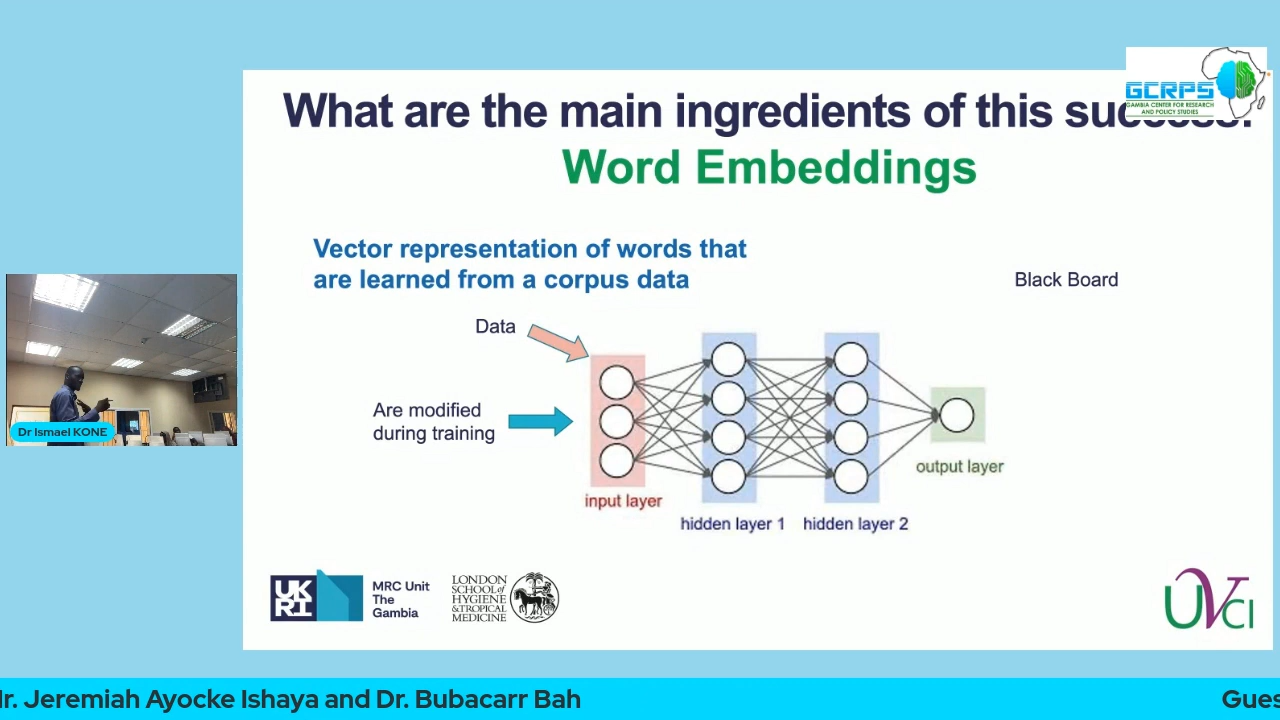 What are the main ingredients of this success?
Word Embeddings
GCRPS
GAMBIA CENTER FOR RESEARCH
AND POLICY STUDIES
Vector representation of words that
are learned from a corpus data
Black Board
Data
Are modified
during training
input layer
hidden layer 1
hidden layer 2
output layer
Dr Ismael KONE
UK
RI
MRC Unit
The
Gambia
LONDON
SCHOOL of
HYGIENE
& TROPICAL
MEDICINE
UVCI
Jeremiah Ayocke Ishaya and Dr. Bubacarr Bah
Gues